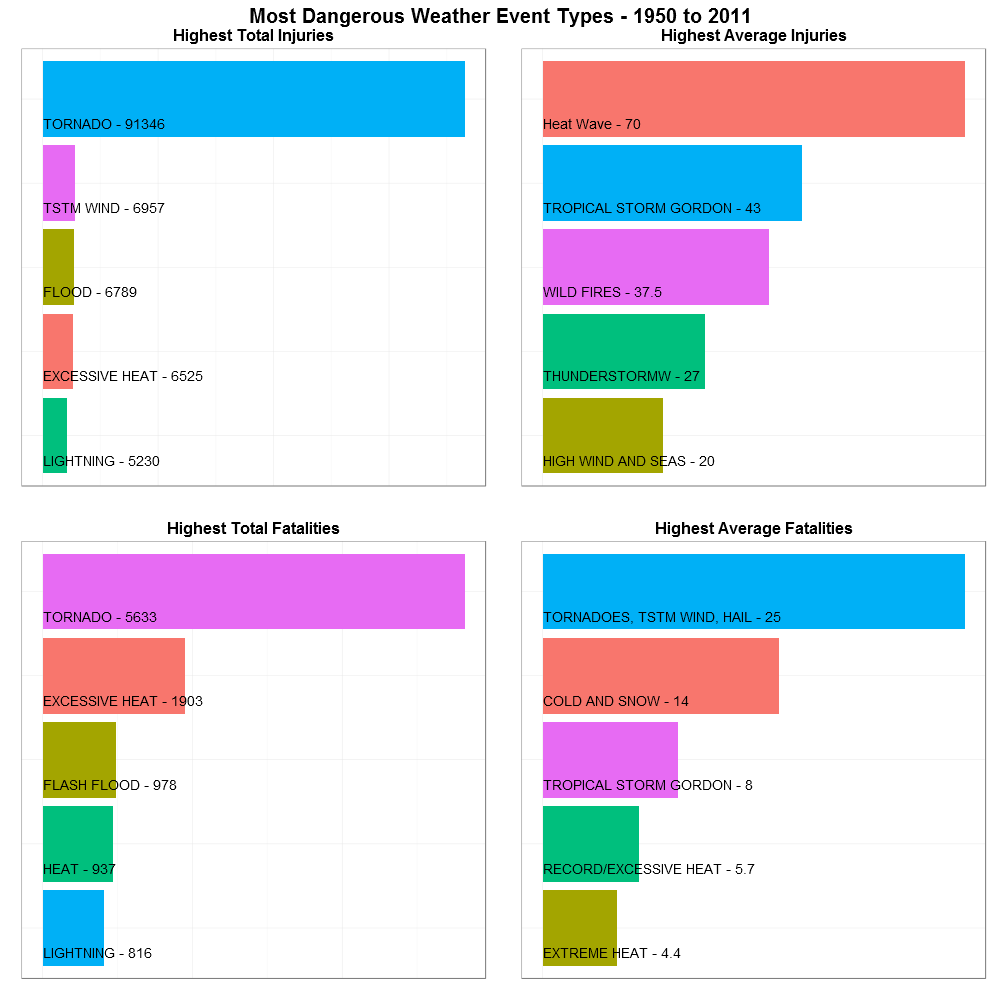 Most Dangerous Weather Event Types - 1950 to 2011
Highest Total Injuries
TORNADO - 91346
TSTM WIND - 6957
FLOOD - 6789
EXCESSIVE HEAT - 6525
LIGHTNING - 5230
Highest Average Injuries
Heat Wave - 70
TROPICAL STORM GORDON - 43
WILD FIRES - 37.5
THUNDERSTORMW - 27
HIGH WIND AND SEAS - 20
Highest Total Fatalities
TORNADO - 5633
EXCESSIVE HEAT - 1903
FLASH FLOOD - 978
HEAT - 937
LIGHTNING - 816
Highest Average Fatalities
TORNADOES, TSTM WIND, HAIL - 25
COLD AND SNOW - 14
TROPICAL STORM GORDON - 8
RECORD/EXCESSIVE HEAT - 5.7
EXTREME HEAT - 4.4